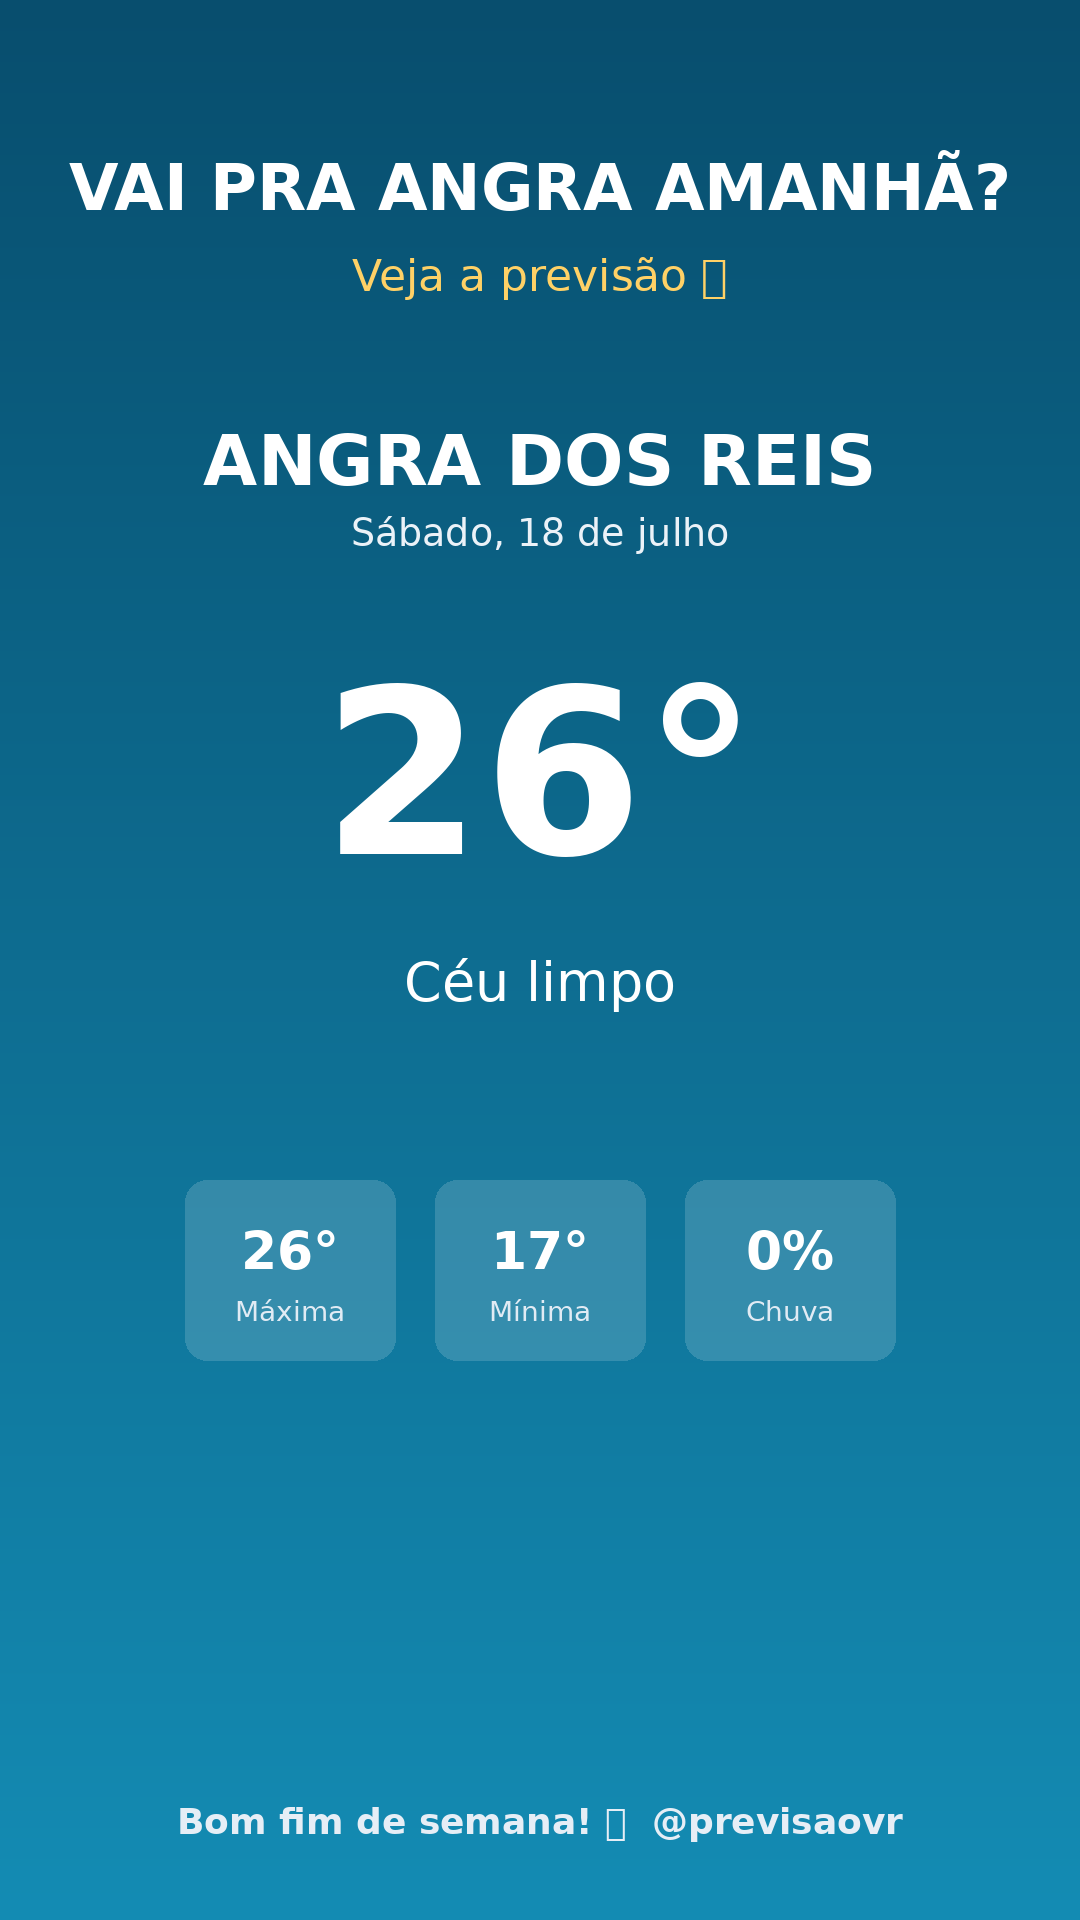 VAI PRA ANGRA AMANHÃ?
Veja a previsão
ANGRA DOS REIS
Sábado, 18 de julho
26°
Céu limpo
26° 17° 0%
Máxima Mínima Chuva
Bom fim de semana! @previsaovr